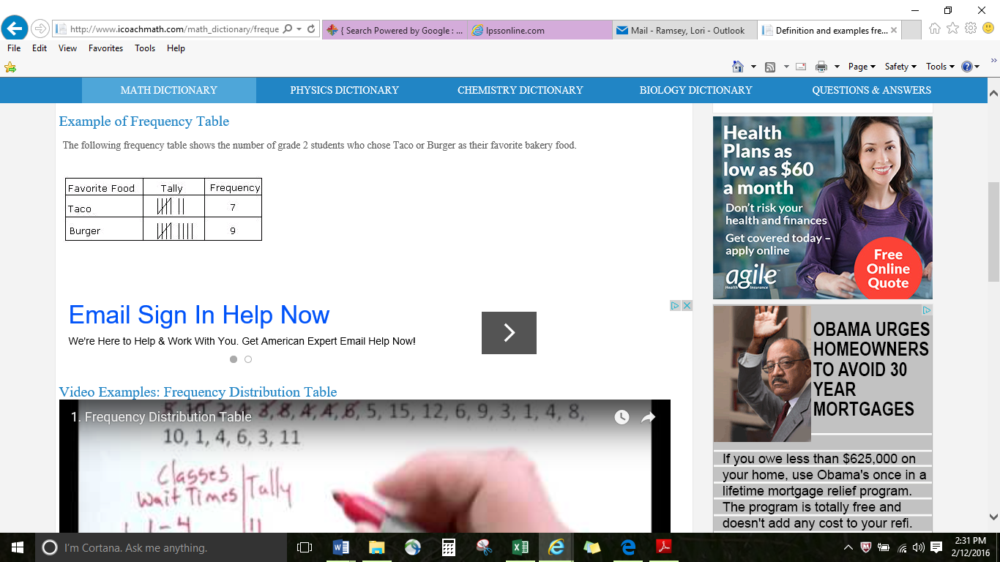 http://www.icoachmath.com/math_dictionary/freque
{ Search Powered by Google : ...
lpssonline.com
Mail - Ramsey, Lori - Outlook
Definition and examples fre...
File Edit View Favorites Tools Help
Page Safety Tools
MATH DICTIONARY PHYSICS DICTIONARY CHEMISTRY DICTIONARY BIOLOGY DICTIONARY QUESTIONS & ANSWERS
Example of Frequency Table
The following frequency table shows the number of grade 2 students who chose Taco or Burger as their favorite bakery food.
Favorite Food Tally Frequency
Taco 7
Burger 9
Email Sign In Help Now
We're Here to Help & Work With You. Get American Expert Email Help Now!
Video Examples: Frequency Distribution Table
1. Frequency Distribution Table
3, 8, 4, 4, 6, 5, 15, 12, 6, 9, 3, 1, 4, 8,
10, 1, 4, 6, 3, 11
Classes
Wait Times Tally
1-4
Health
Plans as
low as $60
a month
Don't risk your
health and finances
Get covered today –
apply online
agile
Health Insurance
Free
Online
Quote
OBAMA URGES
HOMEOWNERS
TO AVOID 30
YEAR
MORTGAGES
If you owe less than $625,000 on
your home, use Obama's once in a
lifetime mortgage relief program.
The program is totally free and
doesn't add any cost to your refi.
I'm Cortana. Ask me anything.
2:31 PM
2/12/2016